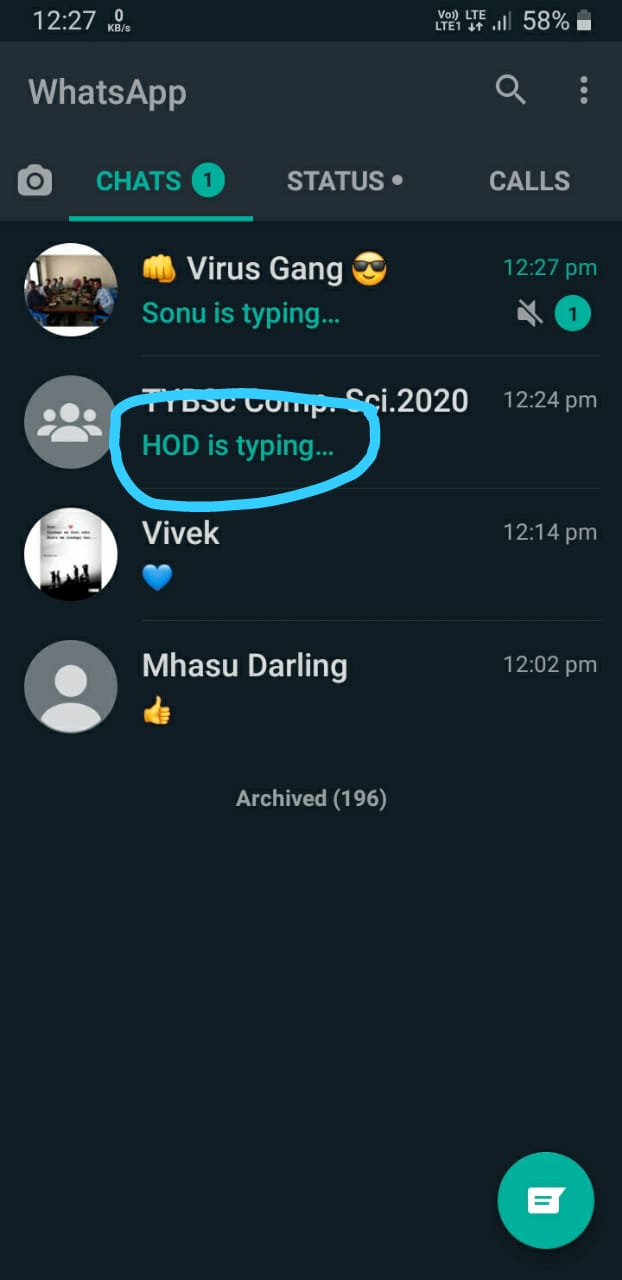 12:27 0 KB/s Vo) LTE LTE1 58%
WhatsApp
CHATS 1 STATUS • CALLS
👊 Virus Gang 😎 12:27 pm
Sonu is typing... 1
TYBSc Comp. Sci.2020 12:24 pm
HOD is typing...
Vivek 12:14 pm
💙
Mhasu Darling 12:02 pm
👍
Archived (196)